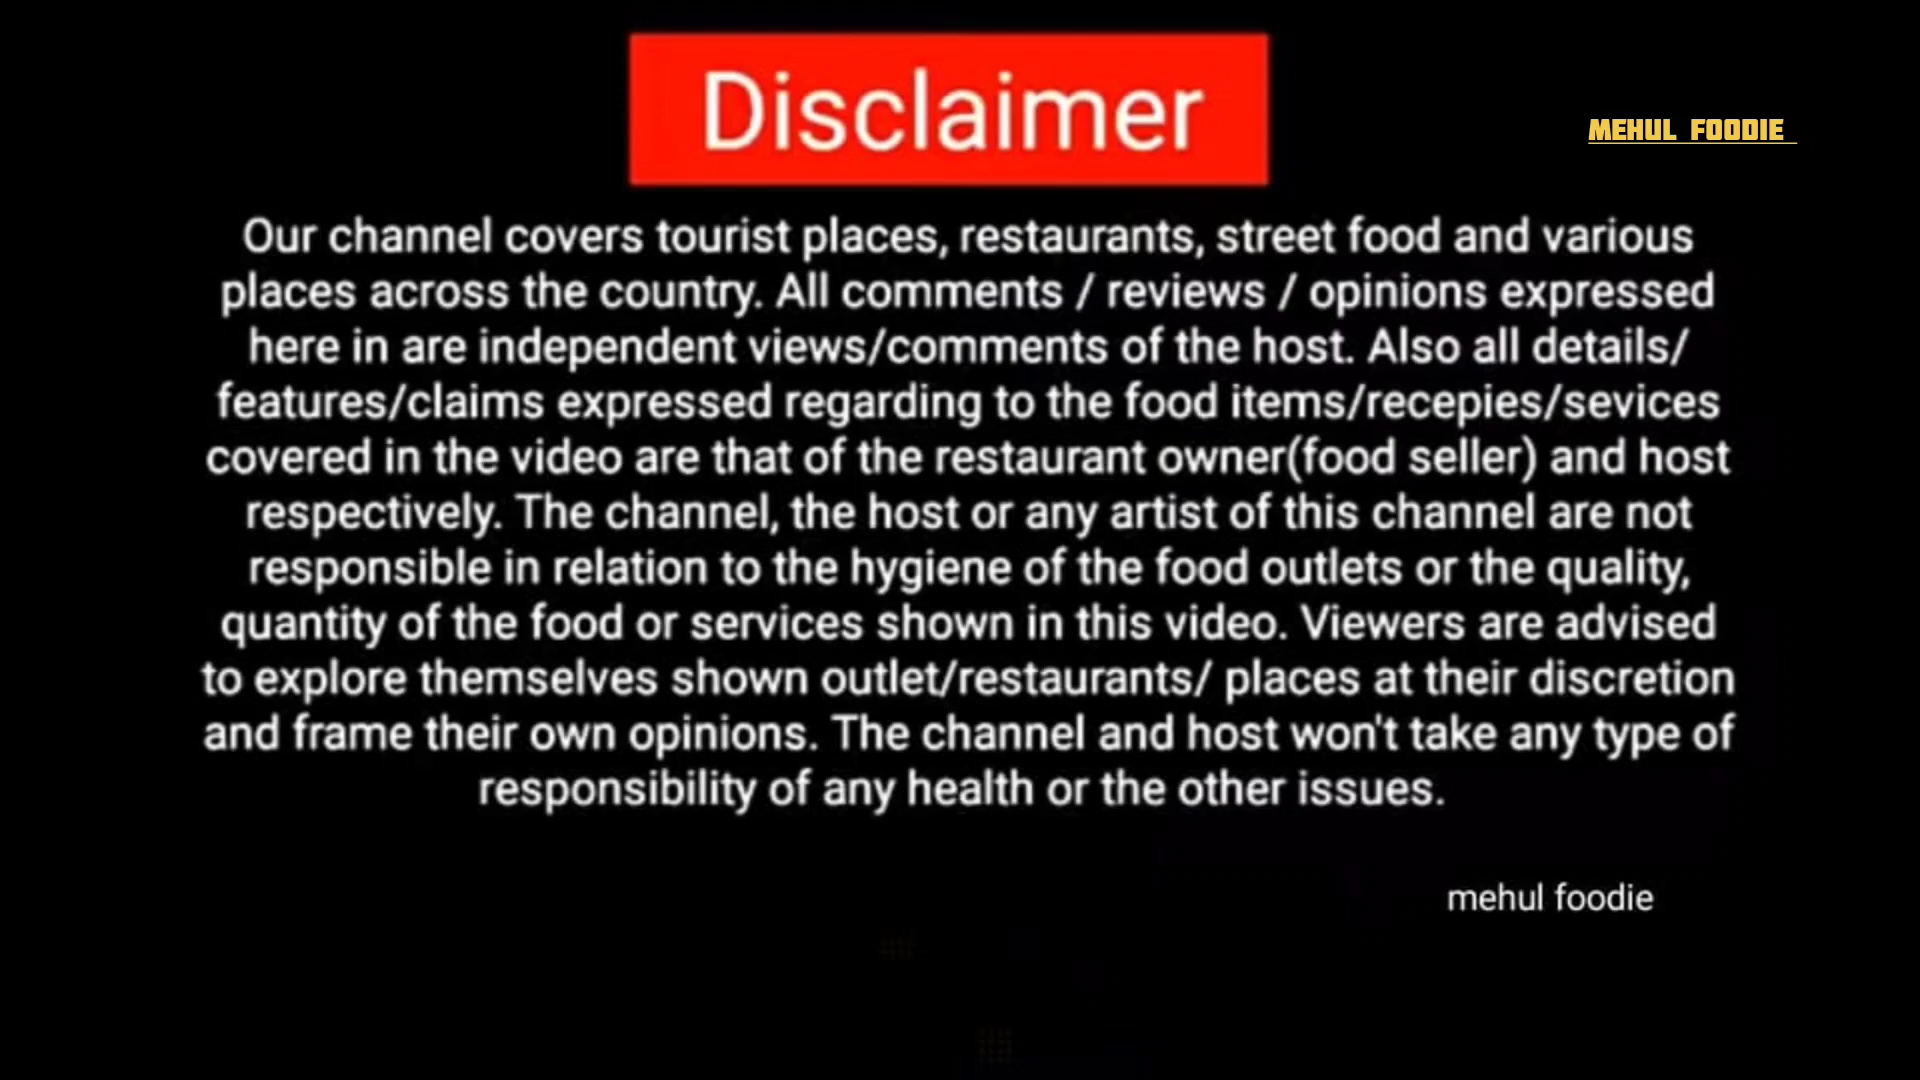 Disclaimer
MEHUL FOODIE
Our channel covers tourist places, restaurants, street food and various
places across the country. All comments / reviews / opinions expressed
here in are independent views/comments of the host. Also all details/
features/claims expressed regarding to the food items/recepies/sevices
covered in the video are that of the restaurant owner(food seller) and host
respectively. The channel, the host or any artist of this channel are not
responsible in relation to the hygiene of the food outlets or the quality,
quantity of the food or services shown in this video. Viewers are advised
to explore themselves shown outlet/restaurants/ places at their discretion
and frame their own opinions. The channel and host won't take any type of
responsibility of any health or the other issues.
mehul foodie